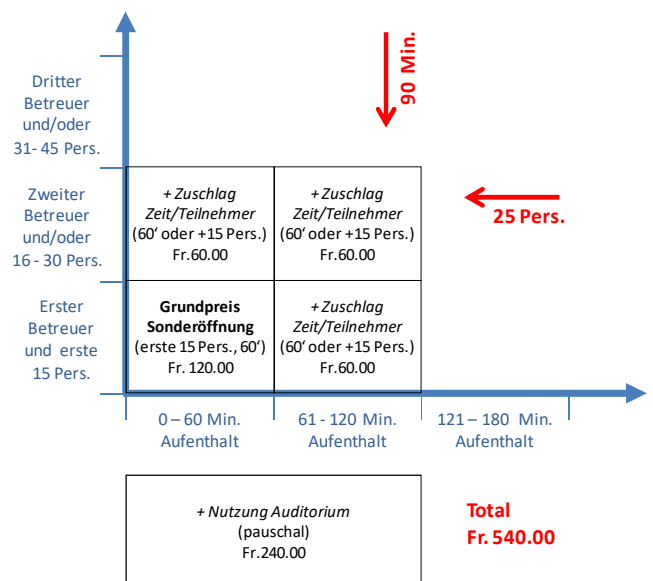 90 Min.
Dritter
Betreuer
und/oder
31- 45 Pers.
Zweiter
Betreuer
und/oder
16 - 30 Pers.
+ Zuschlag
Zeit/Teilnehmer
(60‘ oder +15 Pers.)
Fr.60.00
+ Zuschlag
Zeit/Teilnehmer
(60‘ oder +15 Pers.)
Fr.60.00
25 Pers.
Erster
Betreuer
und erste
15 Pers.
Grundpreis
Sonderöffnung
(erste 15 Pers., 60‘)
Fr. 120.00
+ Zuschlag
Zeit/Teilnehmer
(60‘ oder +15 Pers.)
Fr.60.00
0 – 60 Min.
Aufenthalt
61 - 120 Min.
Aufenthalt
121 – 180 Min.
Aufenthalt
+ Nutzung Auditorium
(pauschal)
Fr.240.00
Total
Fr. 540.00